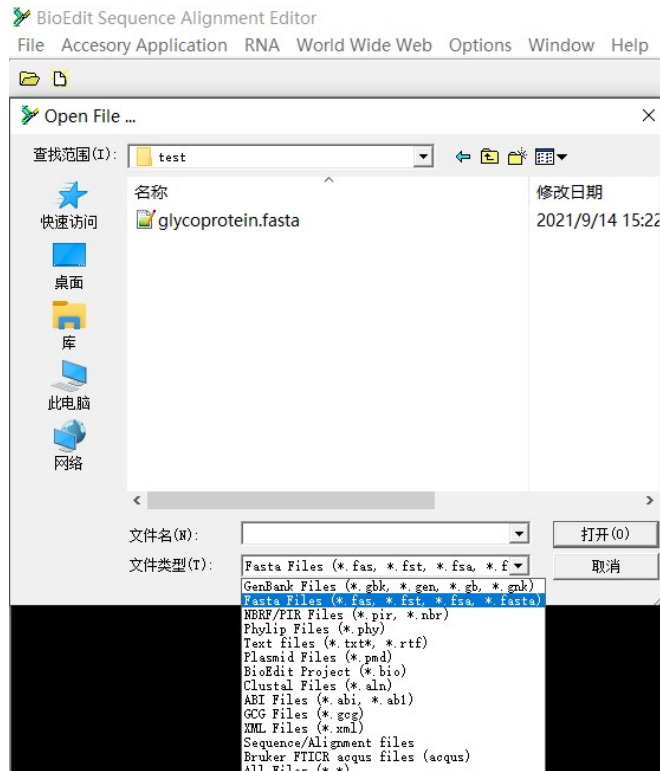 BioEdit Sequence Alignment Editor
File Accesory Application RNA World Wide Web Options Window Help
Open File ...
查找范围(I): test
名称 修改日期
glycoprotein.fasta 2021/9/14 15:22
快速访问
桌面
库
此电脑
网络
文件名(N): 打开(O)
文件类型(T): Fasta Files (*.fas, *.fst, *.fsa, *.f 取消
GenBank Files (*.gbk, *.gen, *.gb, *.gnk)
Fasta Files (*.fas, *.fst, *.fsa, *.fasta)
NBRF/PIR Files (*.pir, *.nbr)
Phylip Files (*.phy)
Text files (*.txt*, *.rtf)
Plasmid Files (*.pmd)
BioEdit Project (*.bio)
Clustal Files (*.aln)
ABI Files (*.abi, *.ab1)
GCG Files (*.gcg)
XML Files (*.xml)
Sequence/Alignment files
Bruker FTICR acqus files (acqus)
All Files (*.*)